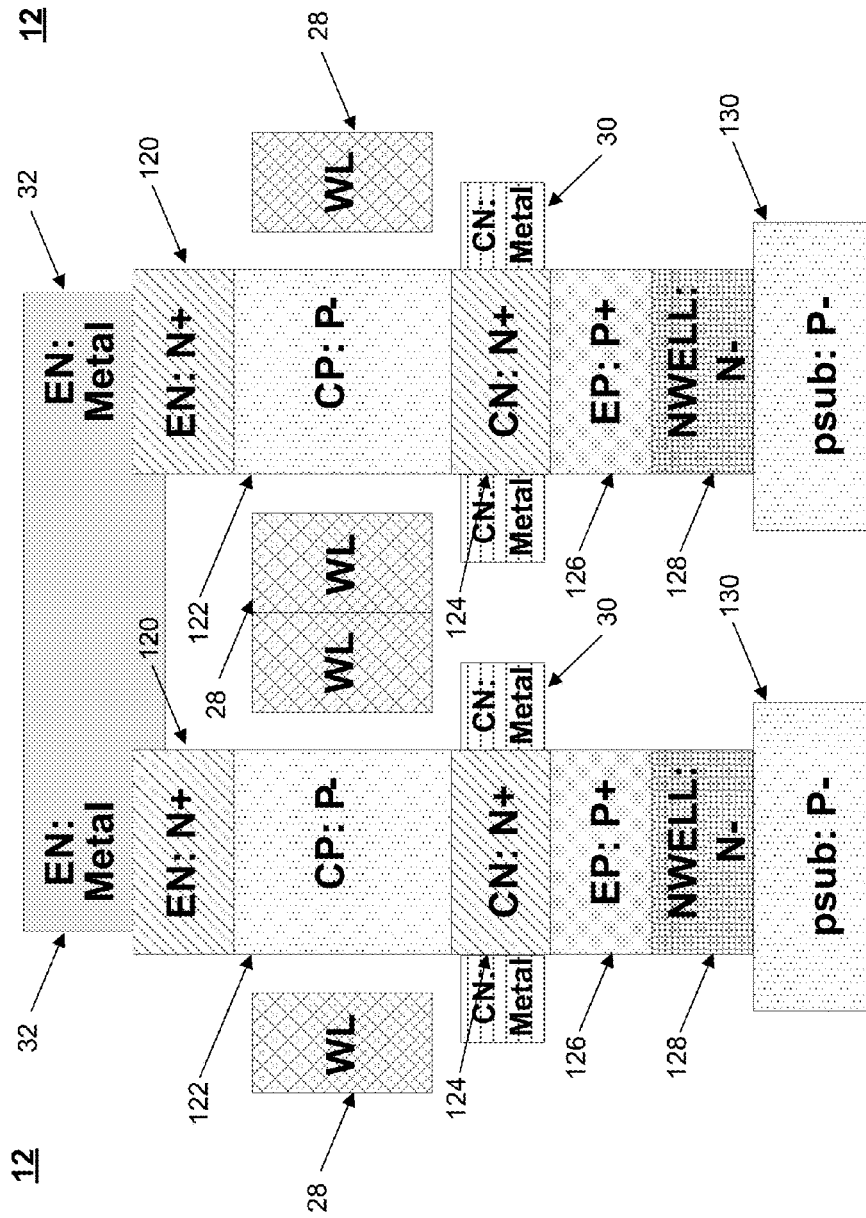 12
12
32
32
EN:
Metal
EN:
Metal
120
120
EN: N+
EN: N+
122
28
122
28
28
CP: P-
CP: P-
WL
WL
WL
WL
124
124
CN:
Metal
CN: N+
CN:
Metal
CN:
Metal
CN: N+
CN:
Metal
126
30
126
30
EP: P+
EP: P+
128
128
NWELL:
N-
NWELL:
N-
130
130
psub: P-
psub: P-